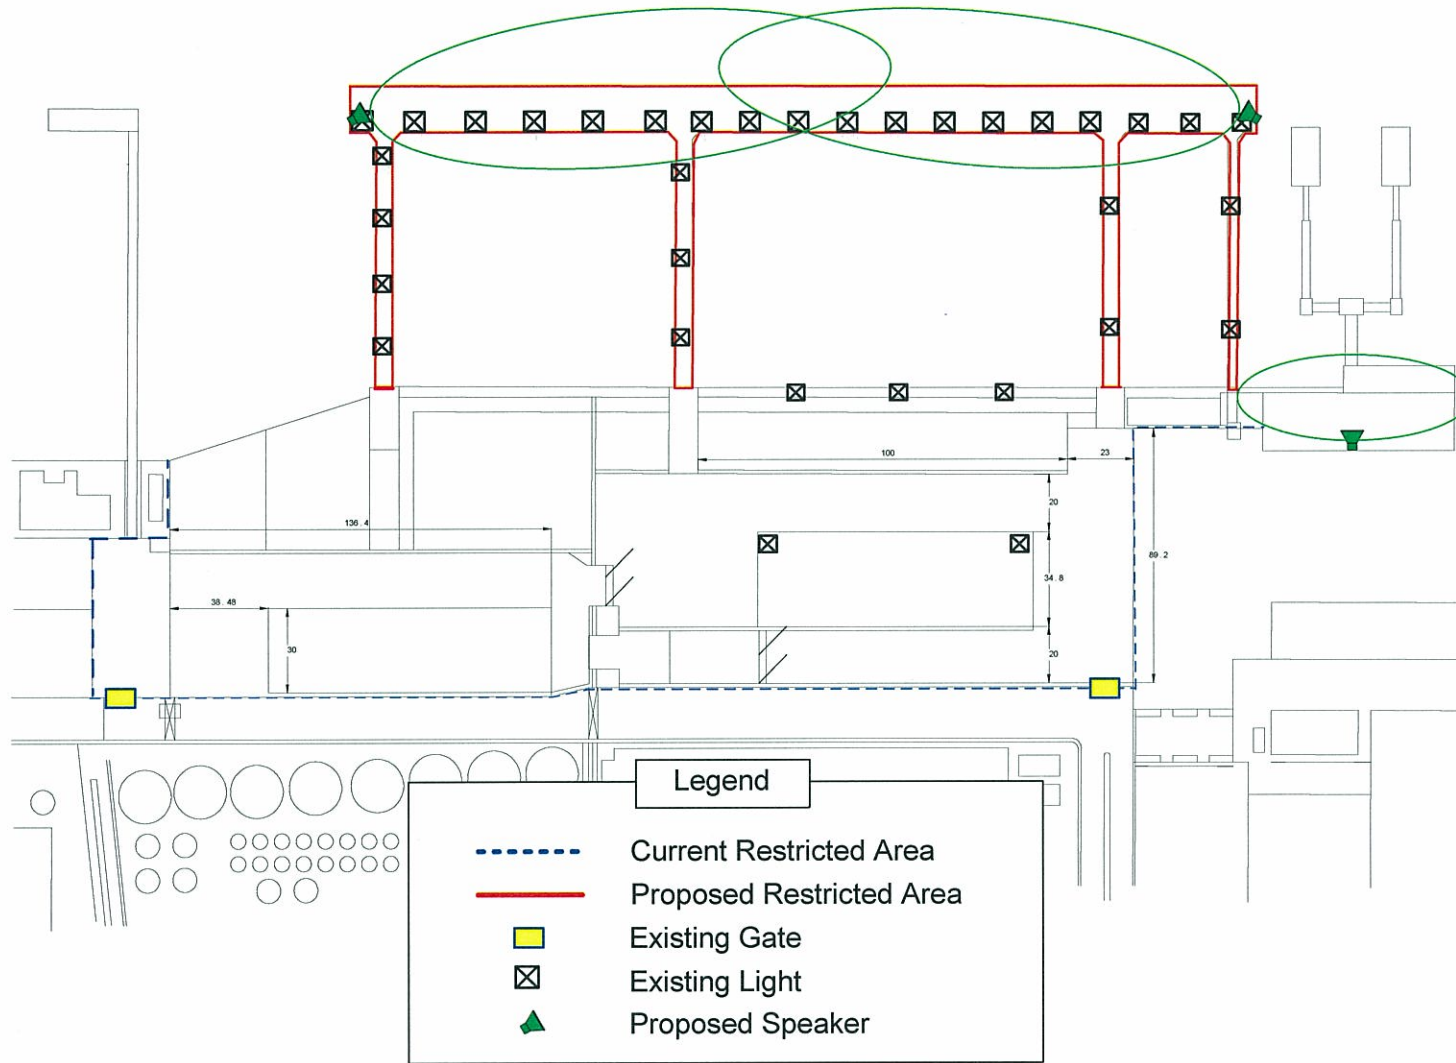 100
23
20
136.4
89.2
34.8
38.48
30
20
Legend
Current Restricted Area
Proposed Restricted Area
Existing Gate
Existing Light
Proposed Speaker